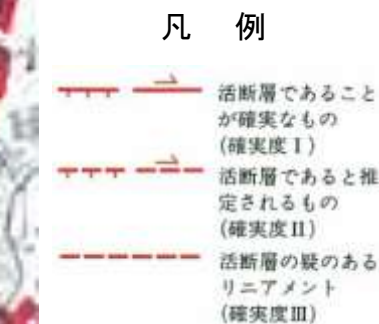 凡 例
活断層であること
が確実なもの
(確実度Ⅰ)
活断層であると推
定されるもの
(確実度Ⅱ)
活断層の疑のある
リニアメント
(確実度Ⅲ)